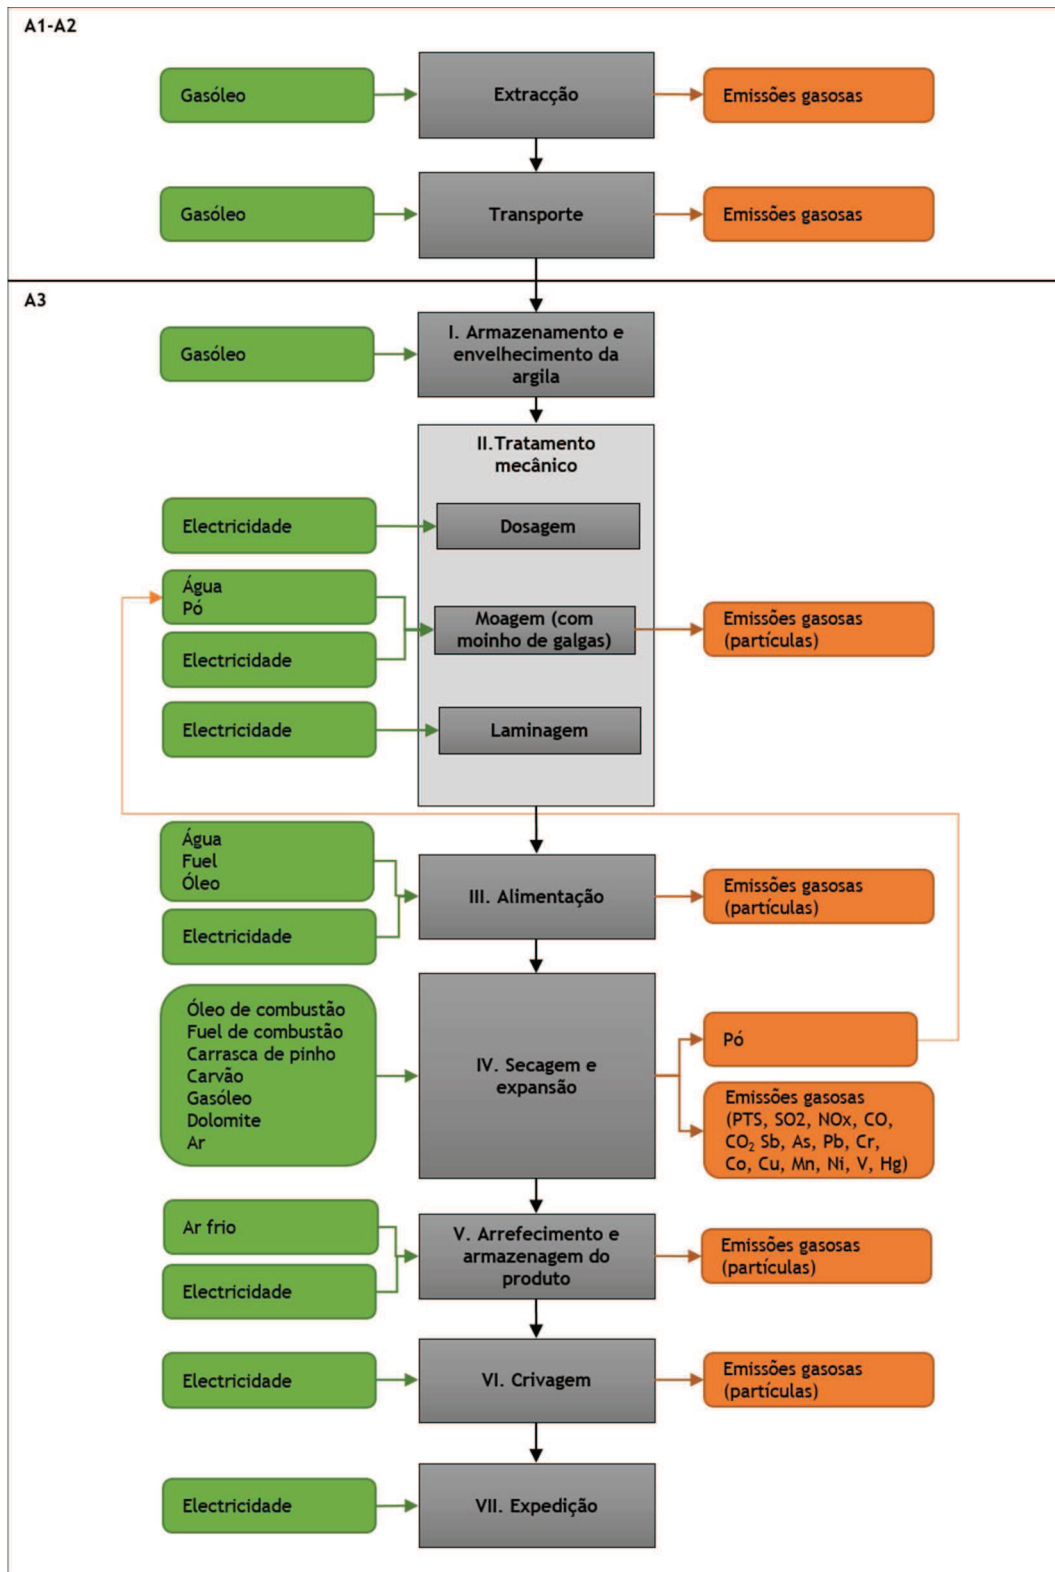 A1-A2
Gasóleo
Extracção
Emissões gasosas
Gasóleo
Transporte
Emissões gasosas
A3
Gasóleo
I. Armazenamento e
envelhecimento da
argila
II.Tratamento
mecânico
Electricidade
Dosagem
Água
Pó
Electricidade
Moagem (com
moinho de galgas)
Emissões gasosas
(partículas)
Electricidade
Laminagem
Água
Fuel
Óleo
Electricidade
III. Alimentação
Emissões gasosas
(partículas)
Óleo de combustão
Fuel de combustão
Carrasca de pinho
Carvão
Gasóleo
Dolomite
Ar
IV. Secagem e
expansão
Pó
Emissões gasosas
(PTS, SO2, NOx, CO,
CO₂ Sb, As, Pb, Cr,
Co, Cu, Mn, Ni, V, Hg)
Ar frio
Electricidade
V. Arrefecimento e
armazenagem do
produto
Emissões gasosas
(partículas)
Electricidade
VI. Crivagem
Emissões gasosas
(partículas)
Electricidade
VII. Expedição